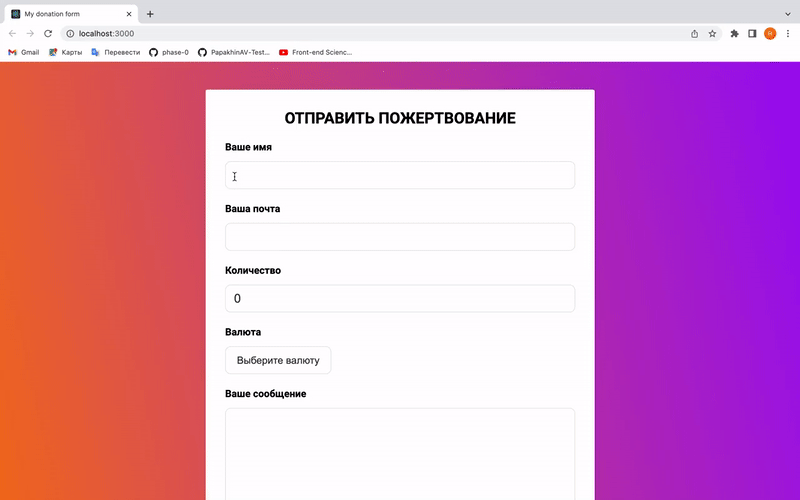 My donation form
localhost:3000
Gmail
Карты
Перевести
phase-0
PapakhinAV-Test...
Front-end Scienc...
ОТПРАВИТЬ ПОЖЕРТВОВАНИЕ
Ваше имя
Ваша почта
Количество
0
Валюта
Выберите валюту
Ваше сообщение